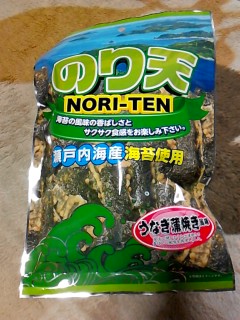 のり天
NORI-TEN
海苔の風味の香ばしさと
サクサク食感をお楽しみ下さい。
瀬戸内海産海苔使用
うなぎ蒲焼き風味